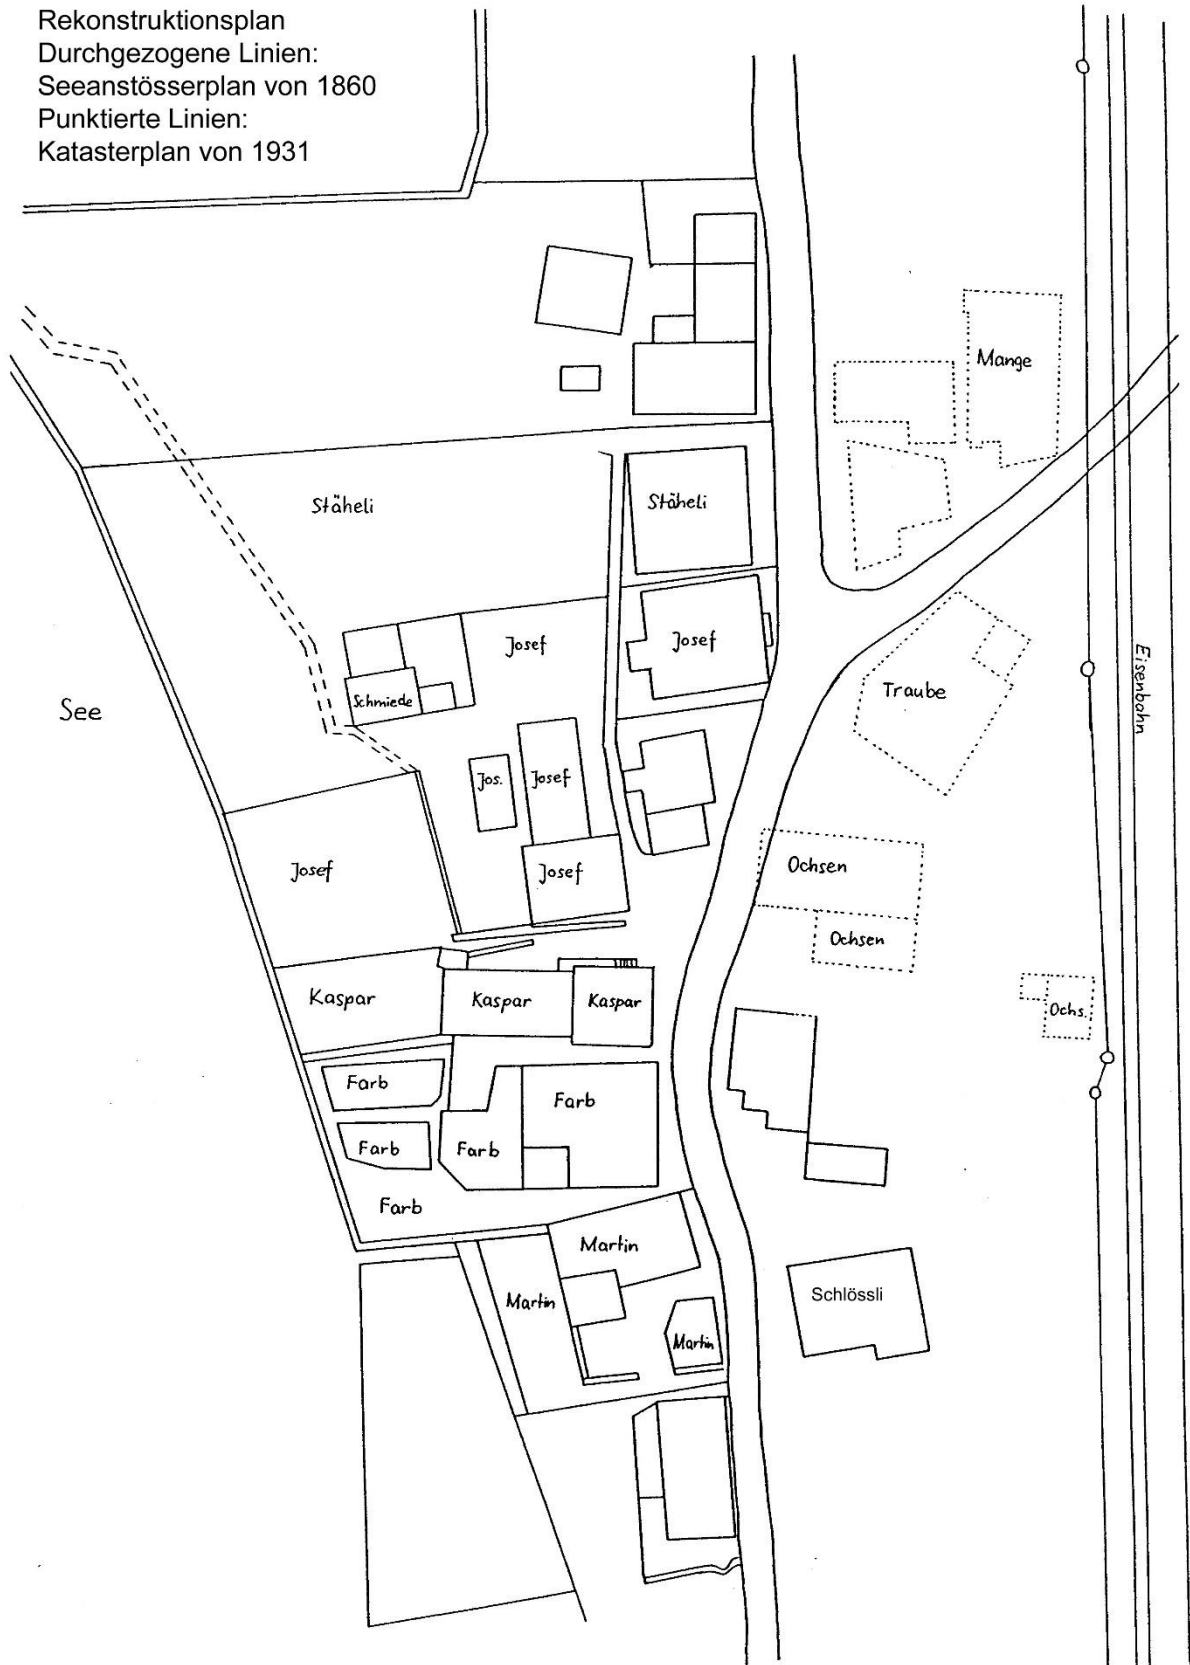 Rekonstruktionsplan
Durchgezogene Linien:
Seeanstösserplan von 1860
Punktierte Linien:
Katasterplan von 1931
Mange
Stäheli
Stäheli
Josef
Josef
Schmiede
Traube
Eisenbahn
See
Jos.
Josef
Josef
Josef
Ochsen
Ochsen
Ochs.
Kaspar
Kaspar
Kaspar
Farb
Farb
Farb
Farb
Farb
Martin
Martin
Martin
Schlössli